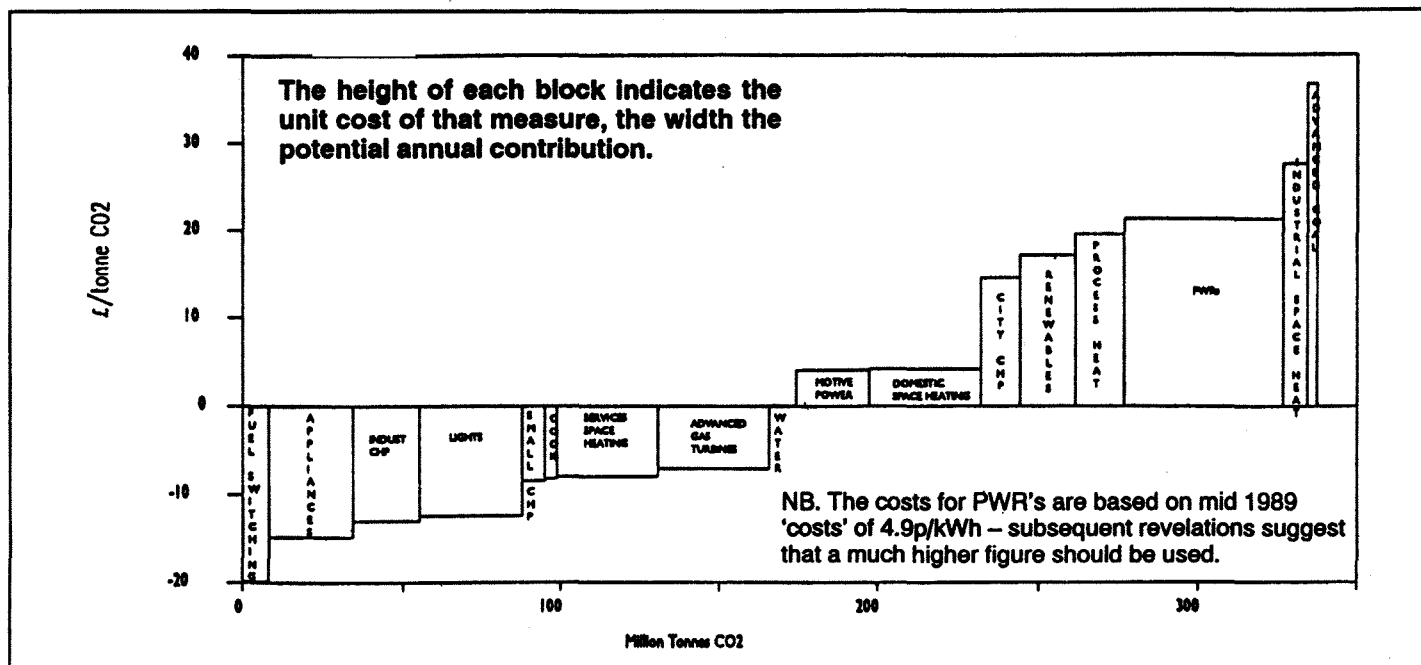 40
The height of each block indicates the
unit cost of that measure, the width the
potential annual contribution.
30
20
10
0
-10
-20
£/tonne CO2
FUEL SWITCHING
APPLIANCES
INDUST
CHP
LIGHTS
SMALL CHP
COOK
SERVICES
SPACE
HEATING
ADVANCED
GAS
TURBINES
WATER
MOTIVE
POWER
DOMESTIC
SPACE HEATING
CITY CHP
RENEWABLES
PROCESS HEAT
PWRs
INDUSTRIAL SPACE HEAT
ADVANCED COAL
NB. The costs for PWR's are based on mid 1989
'costs' of 4.9p/kWh – subsequent revelations suggest
that a much higher figure should be used.
0
100
200
300
Million Tonnes CO2